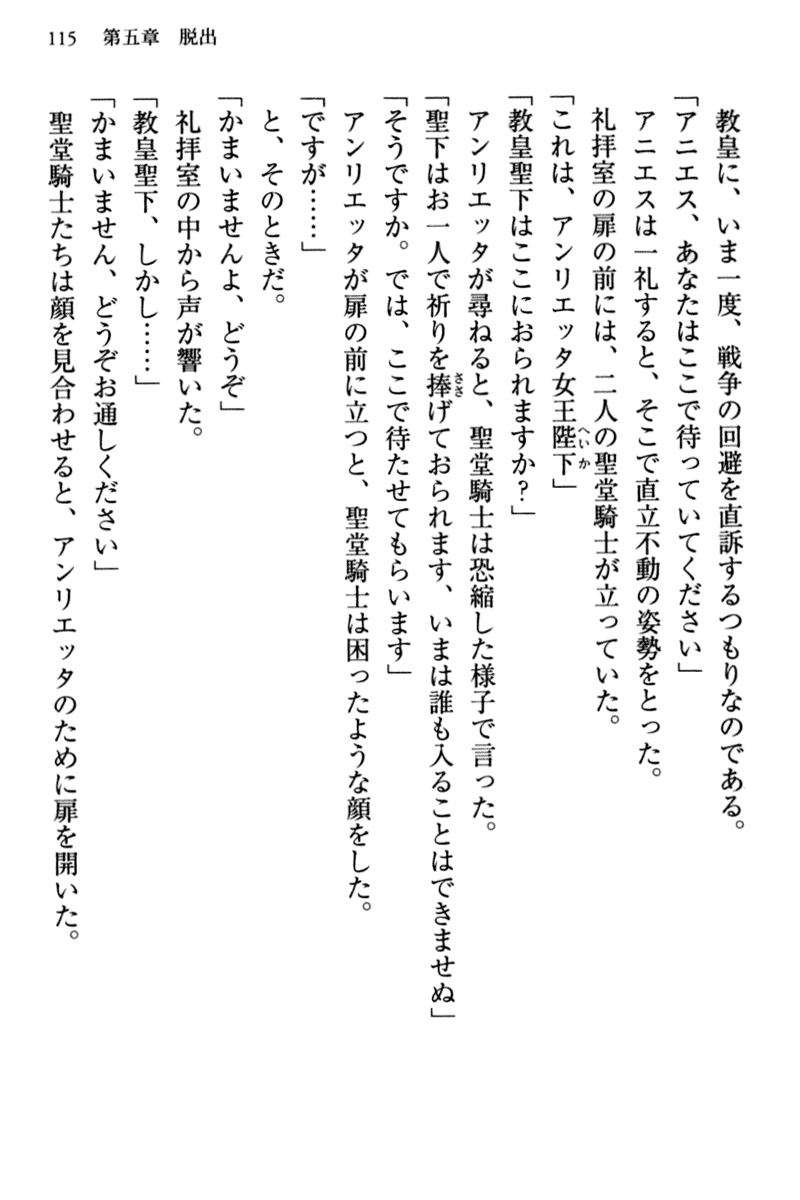 115　第五章　脱出
教皇に、いま一度、戦争の回避を直訴するつもりなのである。
「アニエス、あなたはここで待っていてください」
アニエスは一礼すると、そこで直立不動の姿勢をとった。
礼拝室の扉の前には、二人の聖堂騎士が立っていた。
「これは、アンリエッタ女王陛下」
「教皇聖下はここにおられますか？」
アンリエッタが尋ねると、聖堂騎士は恐縮した様子で言った。
「聖下はお一人で祈りを捧げておられます、いまは誰も入ることはできませぬ」
「そうですか。では、ここで待たせてもらいます」
アンリエッタが扉の前に立つと、聖堂騎士は困ったような顔をした。
「ですが……」
と、そのときだ。
「かまいませんよ、どうぞ」
礼拝室の中から声が響いた。
「教皇聖下、しかし……」
「かまいません、どうぞお通しください」
聖堂騎士たちは顔を見合わせると、アンリエッタのために扉を開いた。